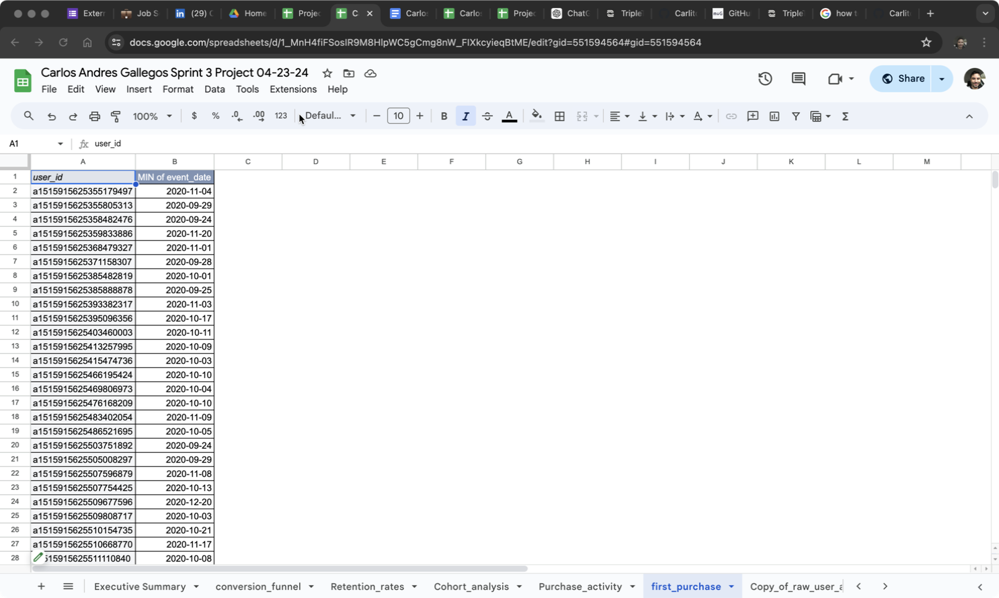 Extern Job S (29) Home Projec C Carlos Carlos Projec ChatG Triple Carlito GitHu Triple how t Carlit
docs.google.com/spreadsheets/d/1_MnH4fiFSosIR9M8HlpWC5gCmg8nW_FlXkcyieqBtME/edit?gid=551594564#gid=551594564
Carlos Andres Gallegos Sprint 3 Project 04-23-24
Share
File Edit View Insert Format Data Tools Extensions Help
100% $ % .0 .00 123 Defaul... 10 B I S A
A1 fx user_id
A B C D E F G H I J K L M
1 user_id MIN of event_date
2 a1515915625355179497 2020-11-04
3 a1515915625355805313 2020-09-29
4 a1515915625358482476 2020-09-24
5 a1515915625359833886 2020-11-20
6 a1515915625368479327 2020-11-01
7 a1515915625371158307 2020-09-28
8 a1515915625385482819 2020-10-01
9 a1515915625385888878 2020-09-25
10 a1515915625393382317 2020-11-03
11 a1515915625395096356 2020-10-17
12 a1515915625403460003 2020-10-11
13 a1515915625413257995 2020-10-09
14 a1515915625415474736 2020-10-03
15 a1515915625466195424 2020-10-10
16 a1515915625469806973 2020-10-04
17 a1515915625476168209 2020-10-10
18 a1515915625483402054 2020-11-09
19 a1515915625486521695 2020-10-05
20 a1515915625503751892 2020-09-24
21 a1515915625505008297 2020-09-29
22 a1515915625507596879 2020-11-08
23 a1515915625507754425 2020-10-13
24 a1515915625509677596 2020-12-20
25 a1515915625509808717 2020-10-03
26 a1515915625510154735 2020-10-21
27 a1515915625510668770 2020-11-17
28 515915625511110840 2020-10-08
Executive Summary conversion_funnel Retention_rates Cohort_analysis Purchase_activity first_purchase Copy_of_raw_user_a